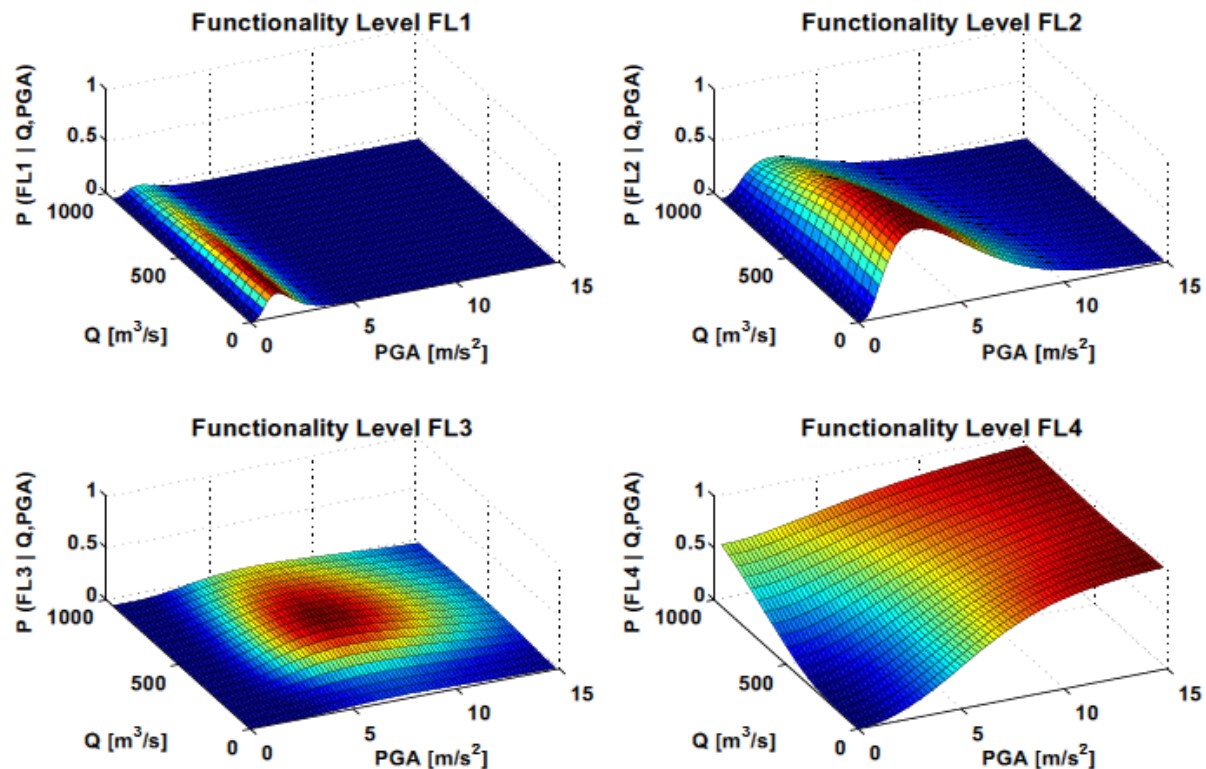 Functionality Level FL1
P (FL1 | Q,PGA)
1
0.5
0
1000
500
0
Q [m³/s]
0
5
10
15
PGA [m/s²]
Functionality Level FL2
P (FL2 | Q,PGA)
1
0.5
0
1000
500
0
Q [m³/s]
0
5
10
15
PGA [m/s²]
Functionality Level FL3
P (FL3 | Q,PGA)
1
0.5
0
1000
500
0
Q [m³/s]
0
5
10
15
PGA [m/s²]
Functionality Level FL4
P (FL4 | Q,PGA)
1
0.5
0
1000
500
0
Q [m³/s]
0
5
10
15
PGA [m/s²]